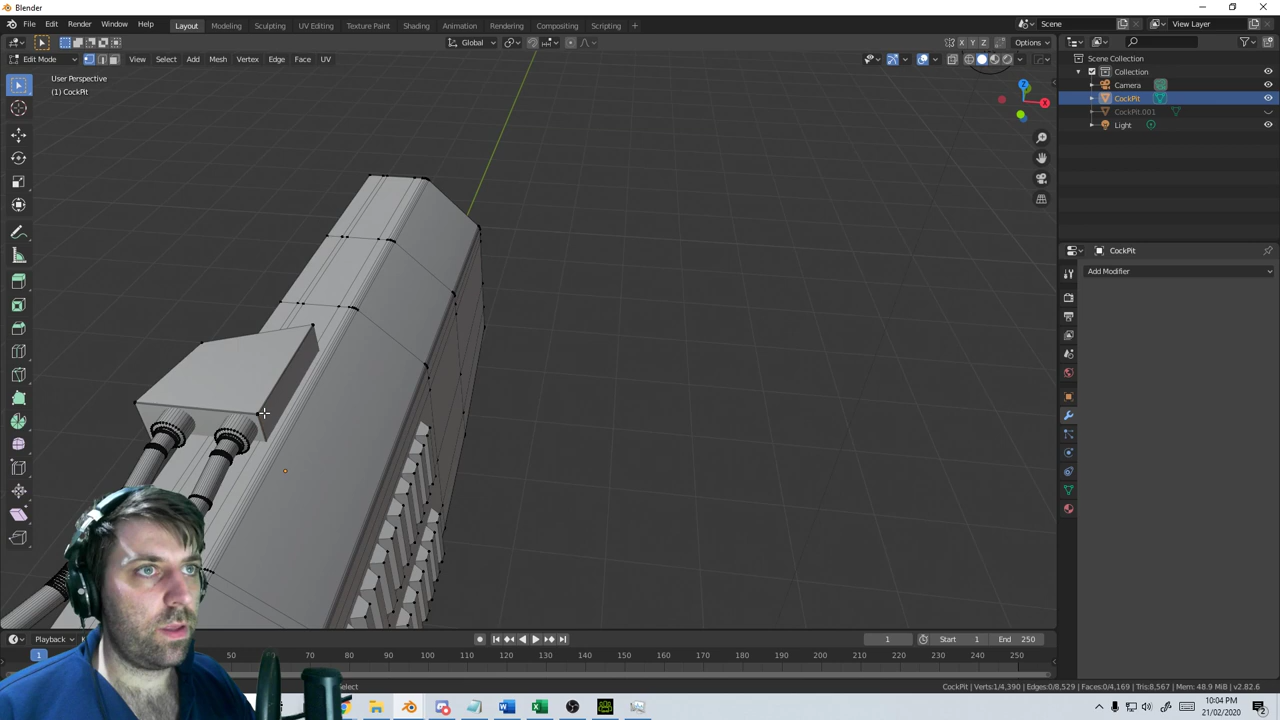 Blender
File Edit Render Window Help Layout Modeling Sculpting UV Editing Texture Paint Shading Animation Rendering Compositing Scripting + Scene View Layer
Global X Y Z Options
Edit Mode View Select Add Mesh Vertex Edge Face UV
User Perspective
(1) CockPit
Z
X
Scene Collection
Collection
Camera
CockPit
CockPit.001
Light
CockPit
Add Modifier
Playback 1 Start 1 End 250
1 50 70 80 90 100 110 120 130 140 150 160 170 180 190 200 210 220 230 240 250
Select CockPit | Verts:1/4,390 | Edges:0/8,529 | Faces:0/4,169 | Tris:8,567 | Mem: 48.9 MiB | v2.82.6
10:04 PM
21/02/2020